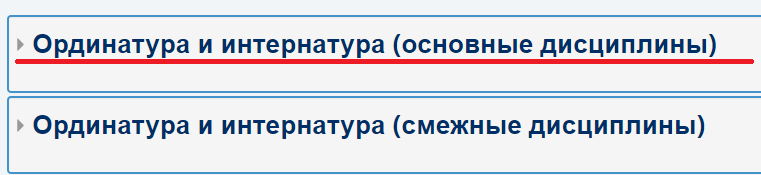 Ординатура и интернатура (основные дисциплины)
Ординатура и интернатура (смежные дисциплины)